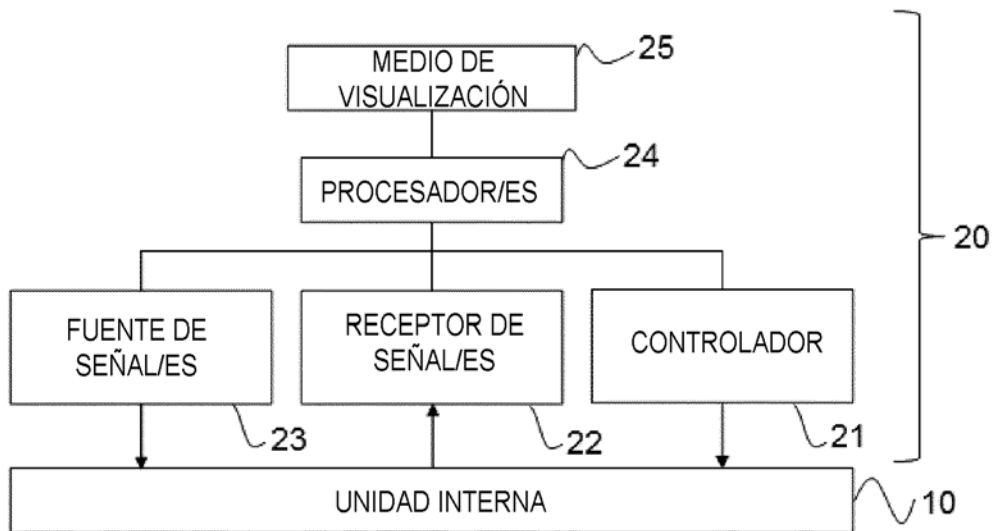 MEDIO DE
VISUALIZACIÓN
25
PROCESADOR/ES
24
20
FUENTE DE
SEÑAL/ES
23
RECEPTOR DE
SEÑAL/ES
22
CONTROLADOR
21
UNIDAD INTERNA
10